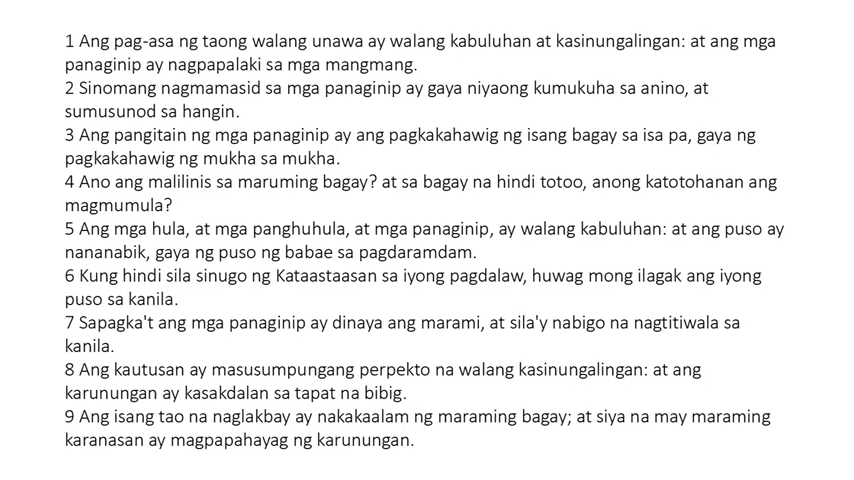 1 Ang pag-asa ng taong walang unawa ay walang kabuluhan at kasinungalingan: at ang mga
panaginip ay nagpapalaki sa mga mangmang.
2 Sinomang nagmamasid sa mga panaginip ay gaya niyaong kumukuha sa anino, at
sumusunod sa hangin.
3 Ang pangitain ng mga panaginip ay ang pagkakahawig ng isang bagay sa isa pa, gaya ng
pagkakahawig ng mukha sa mukha.
4 Ano ang malilinis sa maruming bagay? at sa bagay na hindi totoo, anong katotohanan ang
magmumula?
5 Ang mga hula, at mga panghuhula, at mga panaginip, ay walang kabuluhan: at ang puso ay
nananabik, gaya ng puso ng babae sa pagdaramdam.
6 Kung hindi sila sinugo ng Kataastaasan sa iyong pagdalaw, huwag mong ilagak ang iyong
puso sa kanila.
7 Sapagka't ang mga panaginip ay dinaya ang marami, at sila'y nabigo na nagtitiwala sa
kanila.
8 Ang kautusan ay masusumpungang perpekto na walang kasinungalingan: at ang
karunungan ay kasakdalan sa tapat na bibig.
9 Ang isang tao na naglakbay ay nakakaalam ng maraming bagay; at siya na may maraming
karanasan ay magpapahayag ng karunungan.